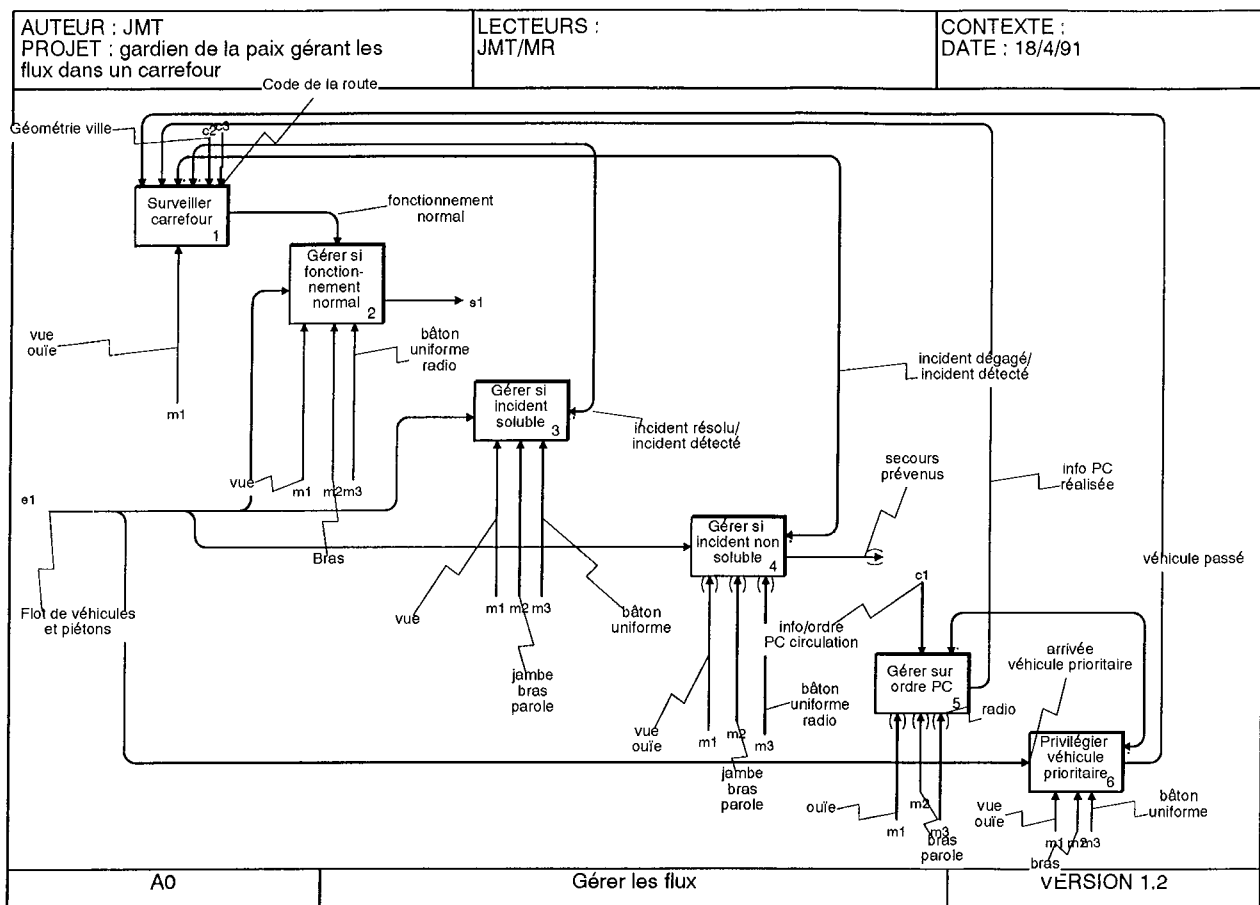 AUTEUR : JMT
PROJET : gardien de la paix gérant les
flux dans un carrefour
LECTEURS :
JMT/MR
CONTEXTE :
DATE : 18/4/91
Code de la route
Géométrie ville
c2 c3
Surveiller
carrefour
1
fonctionnement
normal
Gérer si
fonction-
nement
normal
2
s1
vue
ouïe
m1
bâton
uniforme
radio
vue
m1
m2
m3
Bras
Gérer si
incident
soluble
3
incident résolu/
incident détecté
incident dégagé/
incident détecté
e1
Flot de véhicules
et piétons
vue
m1
m2
m3
bâton
uniforme
jambe
bras
parole
Gérer si
incident non
soluble
4
secours
prévenus
info PC
réalisée
véhicule passé
vue
ouïe
m1
m2
m3
jambe
bras
parole
bâton
uniforme
radio
c1
info/ordre
PC circulation
Gérer sur
ordre PC
5
radio
arrivée
véhicule prioritaire
ouïe
m1
m2
m3
bras
parole
Privilégier
véhicule
prioritaire
6
vue
ouïe
m1
m2
m3
bras
bâton
uniforme
A0
Gérer les flux
VERSION 1.2